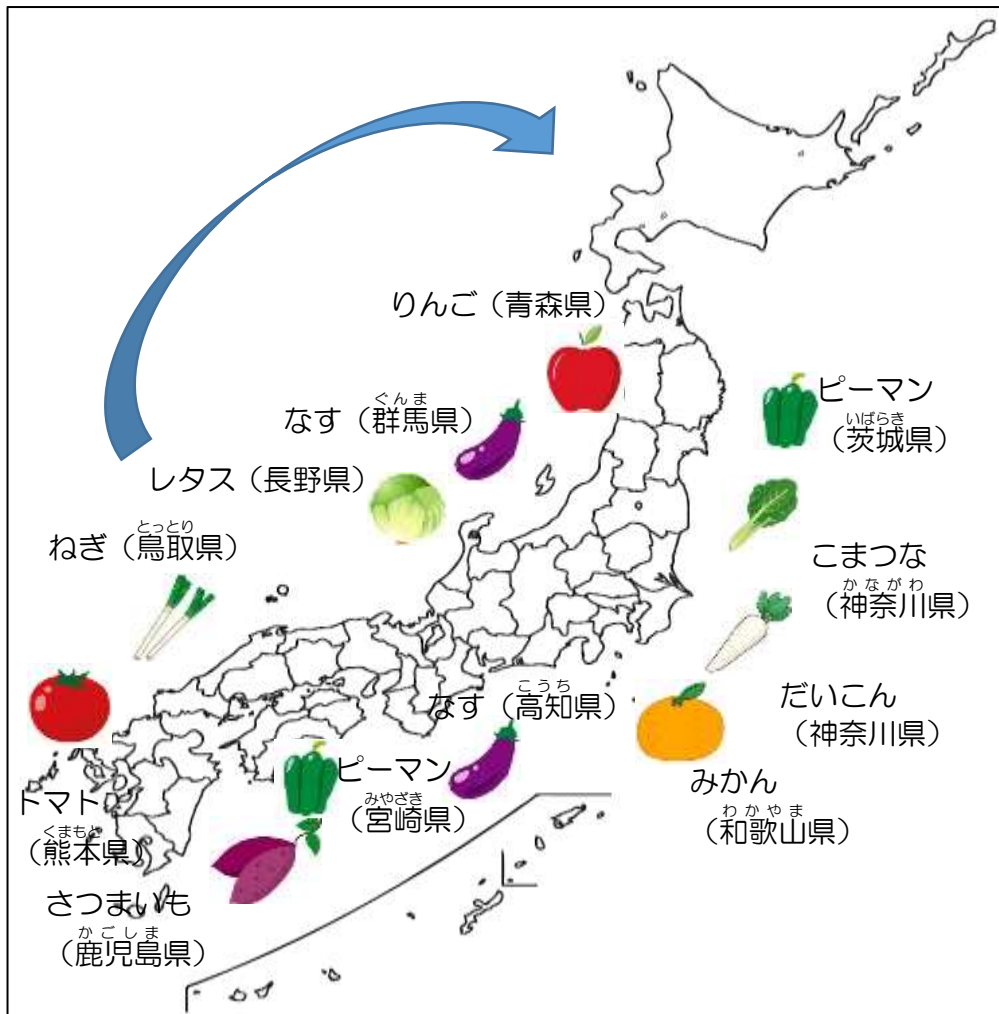 りんご（青森県）
ぐんま
なす（群馬県）
レタス（長野県）
とっとり
ねぎ（鳥取県）
ピーマン
いばらき
（茨城県）
こまつな
かながわ
（神奈川県）
だいこん
（神奈川県）
みかん
わかやま
（和歌山県）
こうち
なす（高知県）
ピーマン
みやざき
（宮崎県）
トマト
くまもと
（熊本県）
さつまいも
かごしま
（鹿児島県）